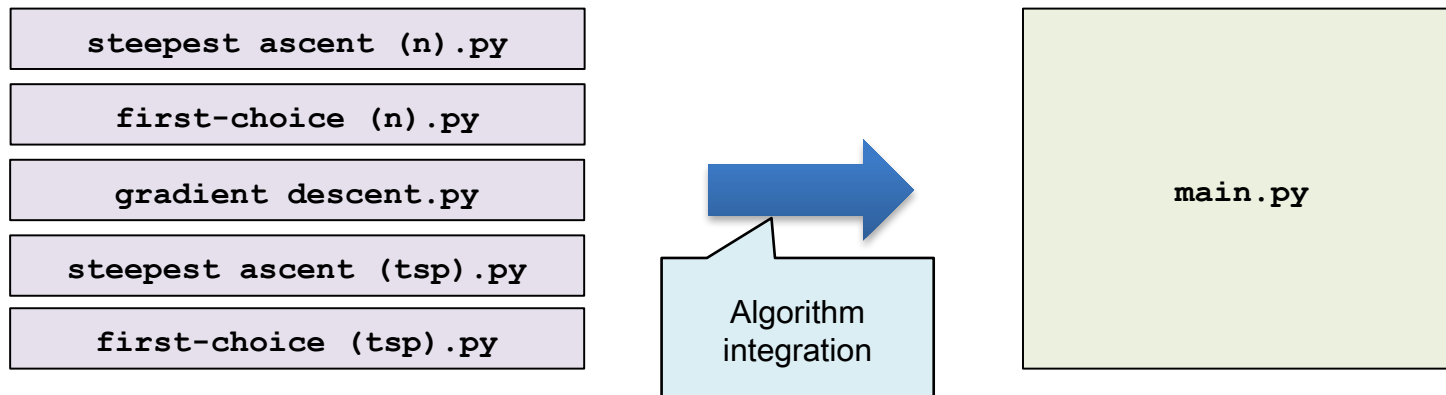 steepest ascent (n).py
first-choice (n).py
gradient descent.py
steepest ascent (tsp).py
first-choice (tsp).py
Algorithm
integration
main.py